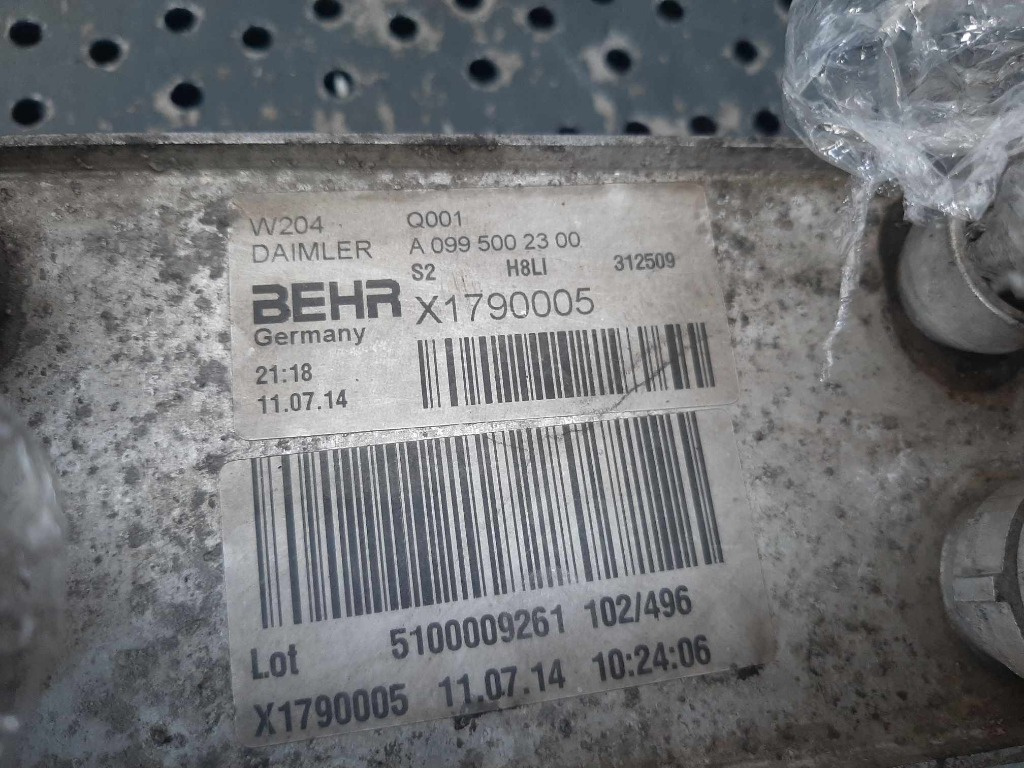 W204 Q001
DAIMLER A 099 500 23 00
S2 H8LI 312509
BEHR X1790005
Germany
21:18
11.07.14
Lot 5100009261 102/496
X1790005 11.07.14 10:24:06